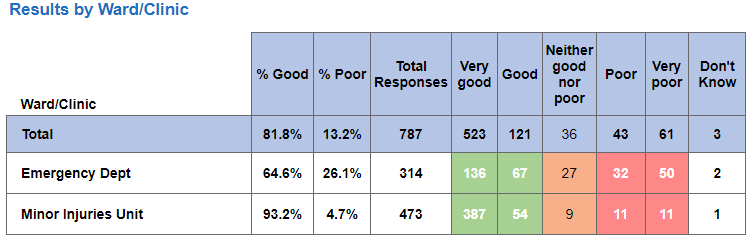 Results by Ward/Clinic
Ward/Clinic % Good % Poor Total Responses Very good Good Neither good nor poor Poor Very poor Don't Know
Total 81.8% 13.2% 787 523 121 36 43 61 3
Emergency Dept 64.6% 26.1% 314 136 67 27 32 50 2
Minor Injuries Unit 93.2% 4.7% 473 387 54 9 11 11 1